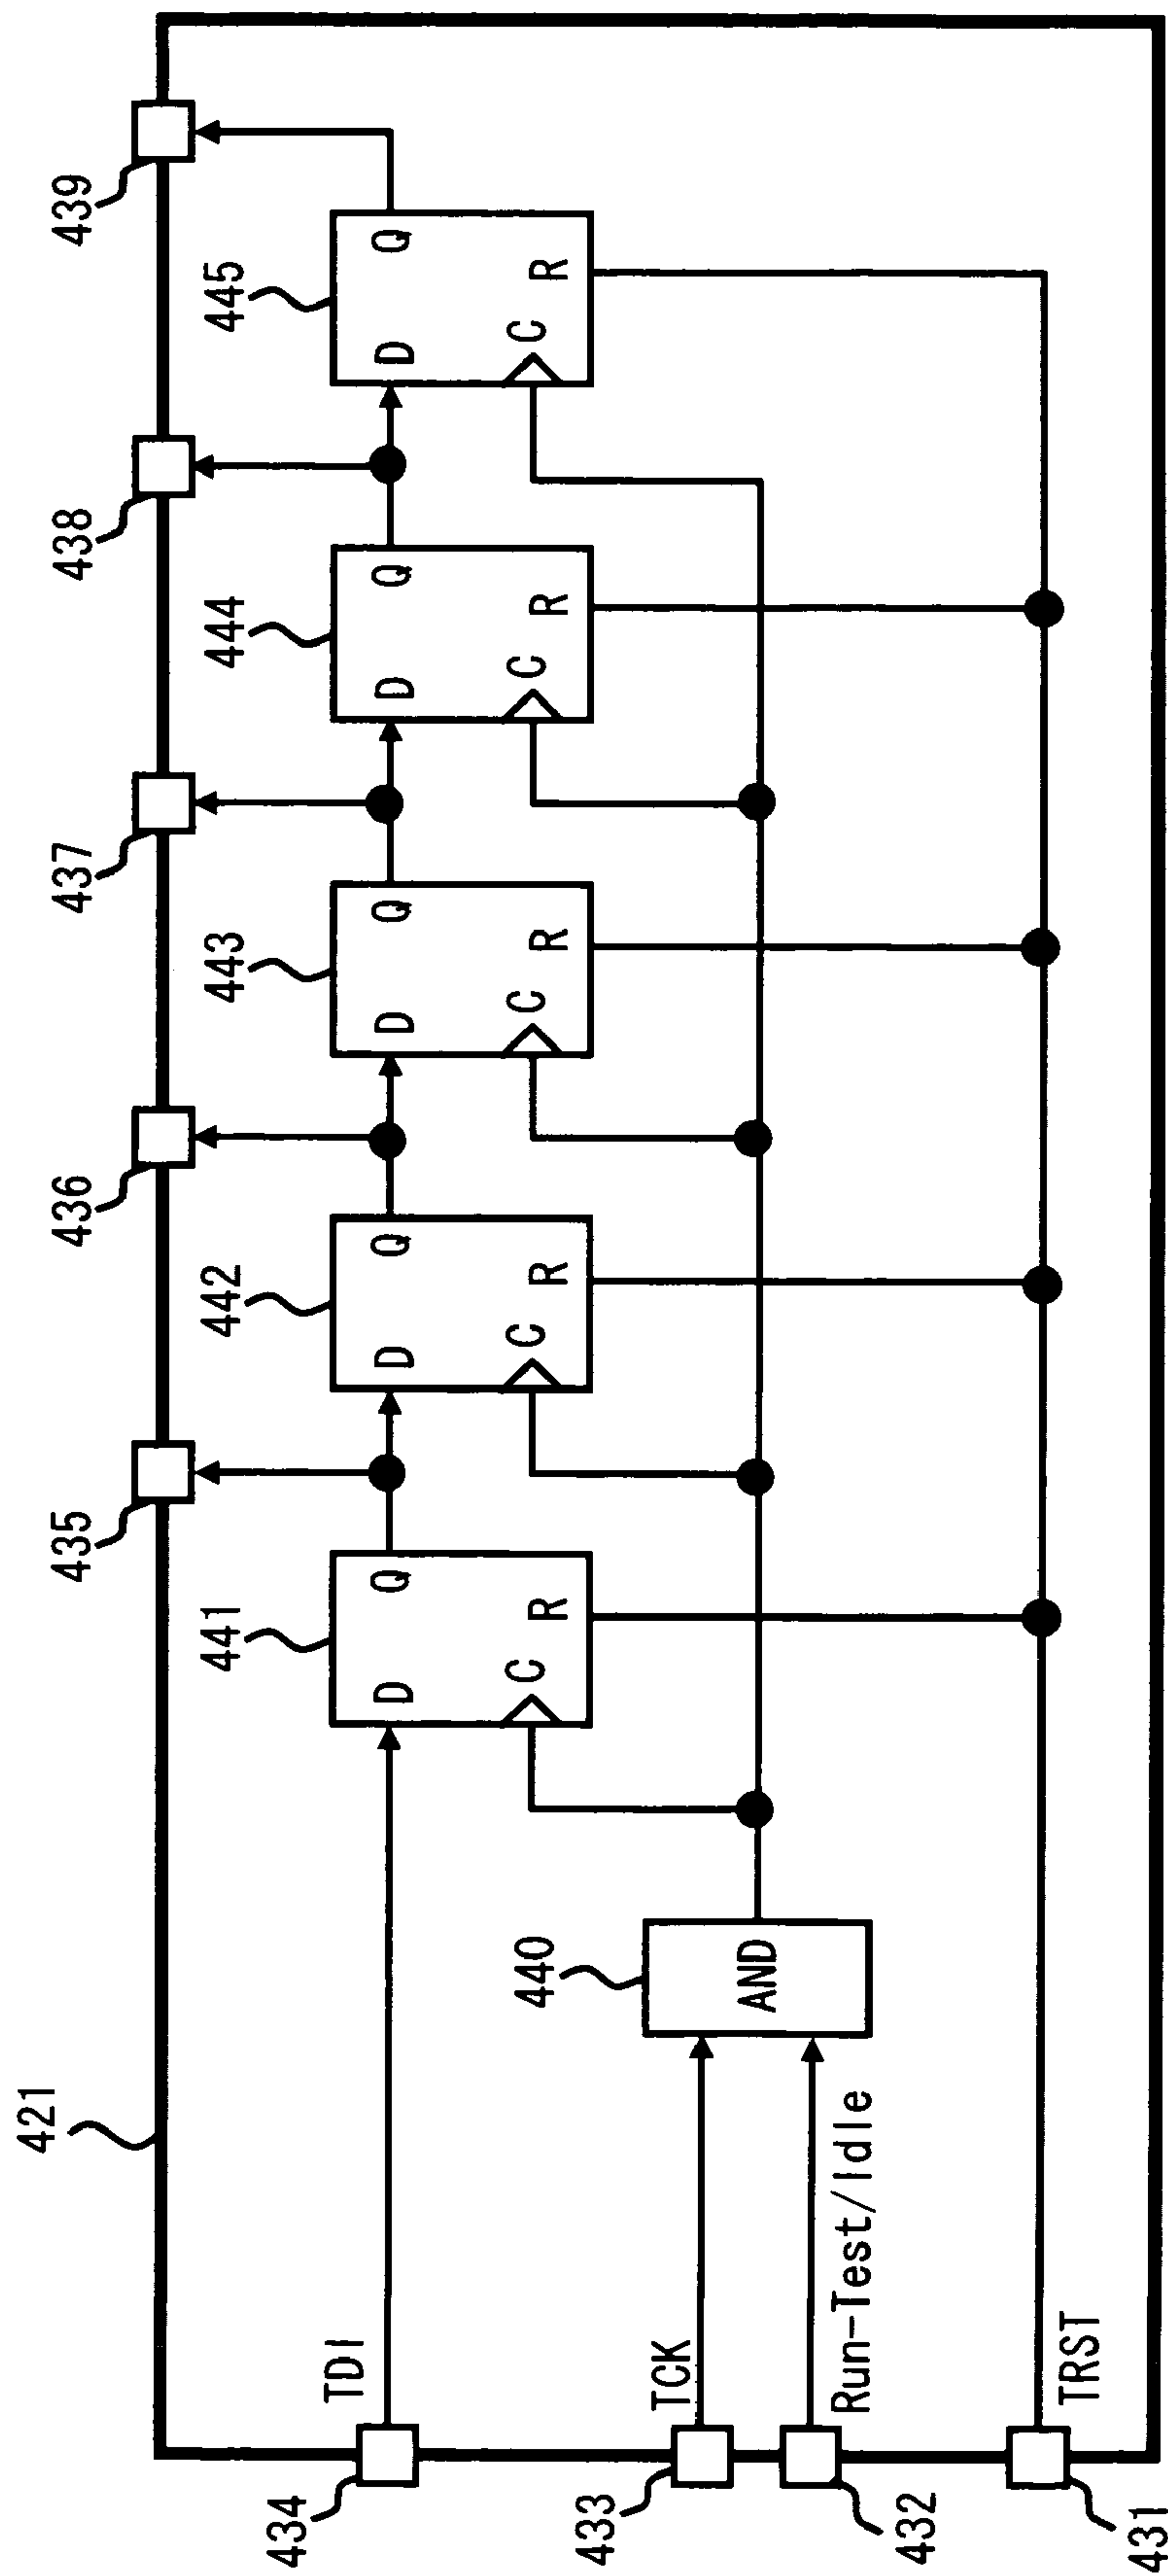 421
435
436
437
438
439
441
442
443
444
445
D Q
D Q
D Q
D Q
D Q
C R
C R
C R
C R
C R
434
TDI
440
AND
433
TCK
432
Run-Test/Idle
431
TRST